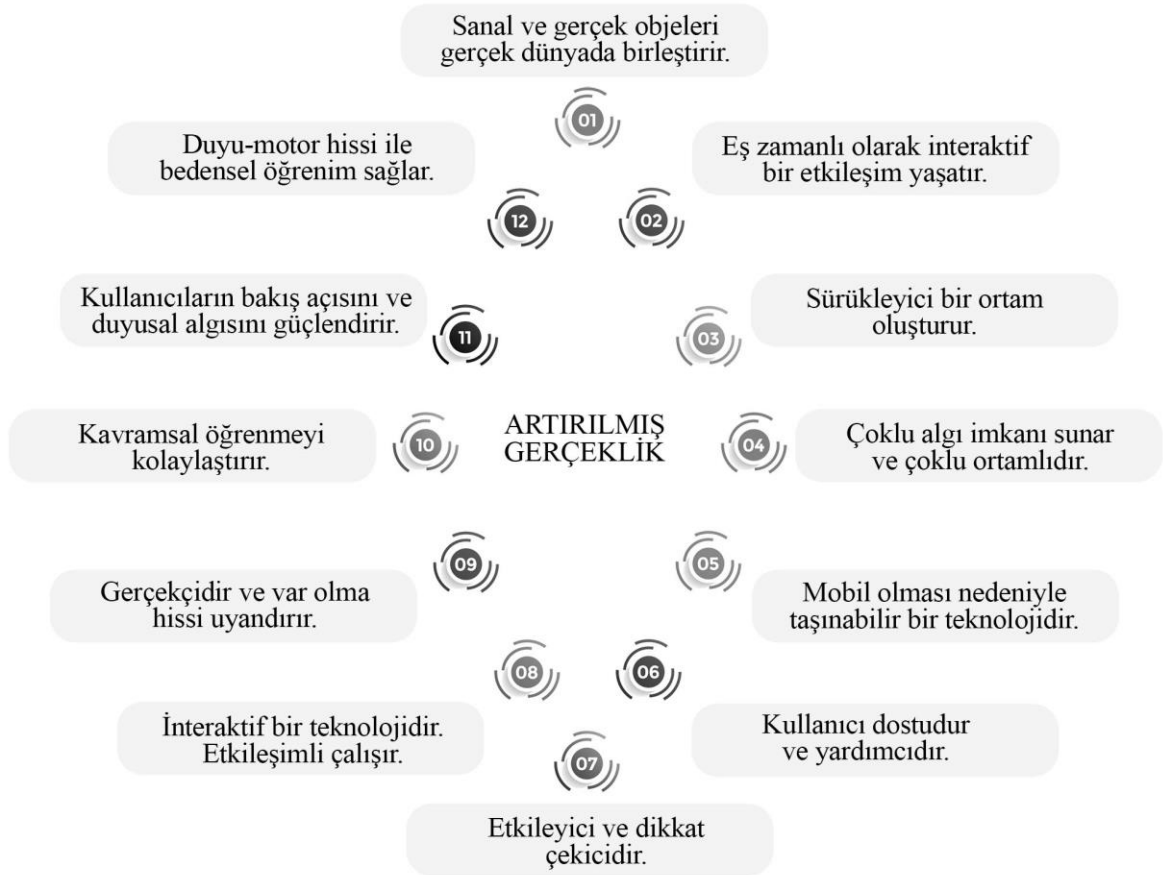 Sanal ve gerçek objeleri
gerçek dünyada birleştirir.
01
Eş zamanlı olarak interaktif
bir etkileşim yaşatır.
02
Sürükleyici bir ortam
oluşturur.
03
Çoklu algı imkanı sunar
ve çoklu ortamlıdır.
04
Mobil olması nedeniyle
taşınabilir bir teknolojidir.
05
Kullanıcı dostudur
ve yardımcıdır.
06
Etkileyici ve dikkat
çekicidir.
07
İnteraktif bir teknolojidir.
Etkileşimli çalışır.
08
Gerçekçidir ve var olma
hissi uyandırır.
09
Kavramsal öğrenmeyi
kolaylaştırır.
10
Kullanıcıların bakış açısını ve
duyusal algısını güçlendirir.
11
Duyu-motor hissi ile
bedensel öğrenim sağlar.
12
ARTIRILMIŞ
GERÇEKLİK